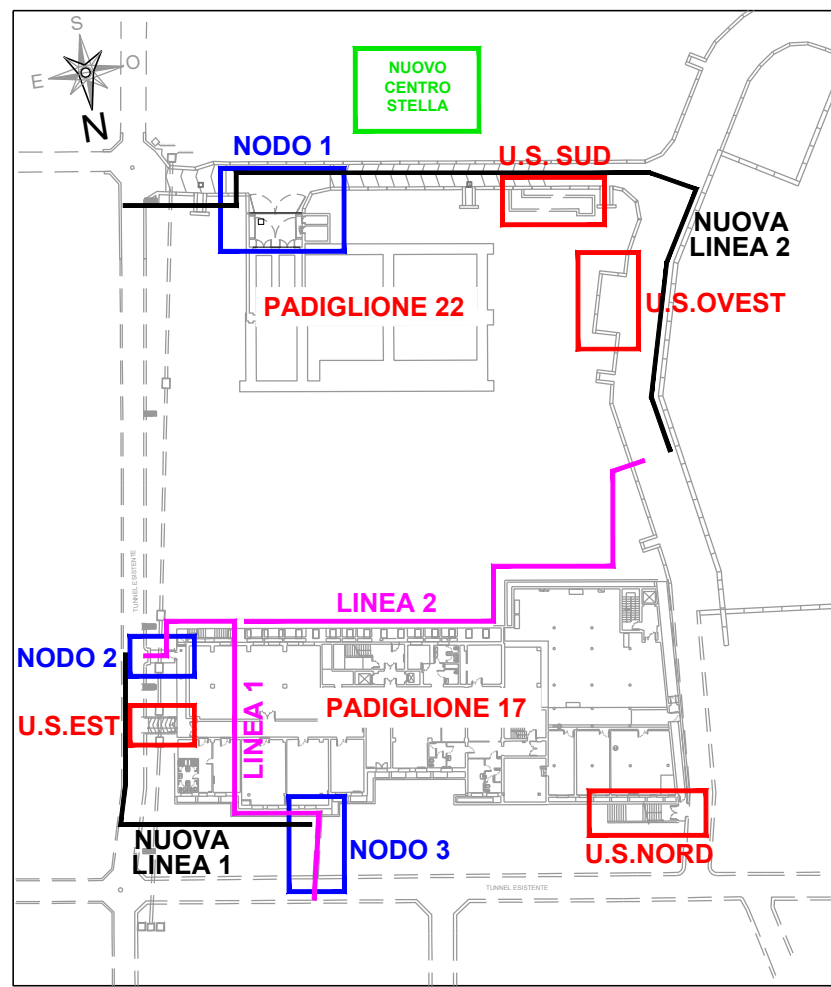 S
E
O
N
NUOVO
CENTRO
STELLA
NODO 1
U.S. SUD
NUOVA
LINEA 2
PADIGLIONE 22
U.S.OVEST
TUNNEL ESISTENTE
LINEA 2
NODO 2
LINEA 1
PADIGLIONE 17
U.S.EST
NUOVA
LINEA 1
NODO 3
U.S.NORD
TUNNEL ESISTENTE